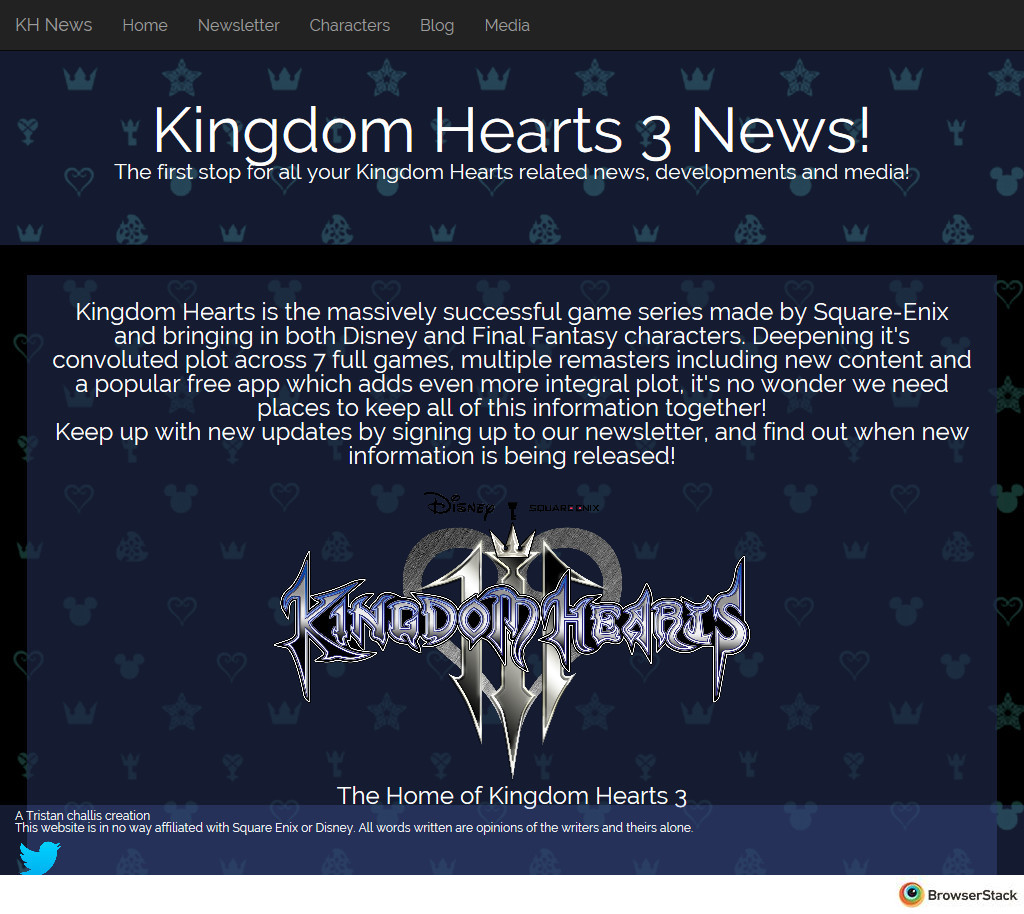 KH News Home Newsletter Characters Blog Media
Kingdom Hearts 3 News!
The first stop for all your Kingdom Hearts related news, developments and media!
Kingdom Hearts is the massively successful game series made by Square-Enix
and bringing in both Disney and Final Fantasy characters. Deepening it's
convoluted plot across 7 full games, multiple remasters including new content and
a popular free app which adds even more integral plot, it's no wonder we need
places to keep all of this information together!
Keep up with new updates by signing up to our newsletter, and find out when new
information is being released!
Disney SQUARE ENIX
KINGDOM HEARTS
III
The Home of Kingdom Hearts 3
A Tristan challis creation
This website is in no way affiliated with Square Enix or Disney. All words written are opinions of the writers and theirs alone.
BrowserStack